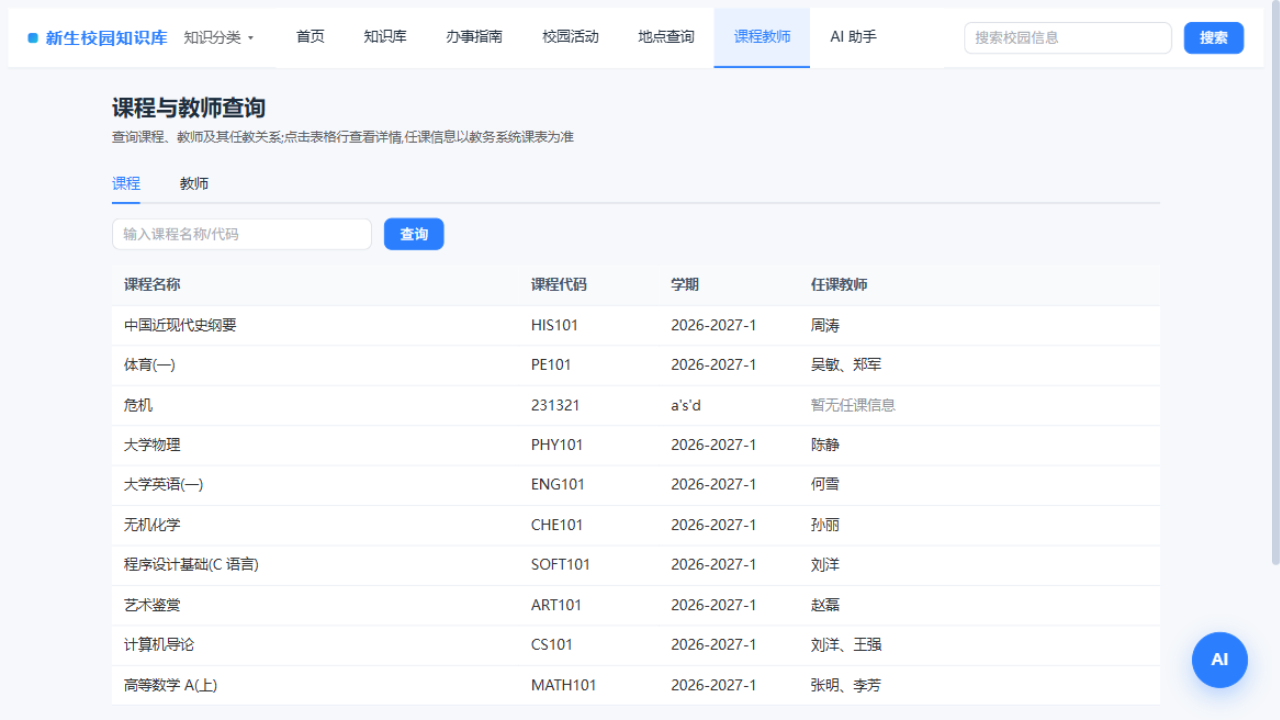 新生校园知识库 知识分类 首页 知识库 办事指南 校园活动 地点查询 课程教师 AI 助手 搜索校园信息 搜索
课程与教师查询
查询课程、教师及其任教关系;点击表格行查看详情,任课信息以教务系统课表为准
课程 教师
输入课程名称/代码 查询
课程名称 课程代码 学期 任课教师
中国近现代史纲要 HIS101 2026-2027-1 周涛
体育(一) PE101 2026-2027-1 吴敏、郑军
危机 231321 a's'd 暂无任课信息
大学物理 PHY101 2026-2027-1 陈静
大学英语(一) ENG101 2026-2027-1 何雪
无机化学 CHE101 2026-2027-1 孙丽
程序设计基础(C 语言) SOFT101 2026-2027-1 刘洋
艺术鉴赏 ART101 2026-2027-1 赵磊
计算机导论 CS101 2026-2027-1 刘洋、王强
高等数学 A(上) MATH101 2026-2027-1 张明、李芳
AI